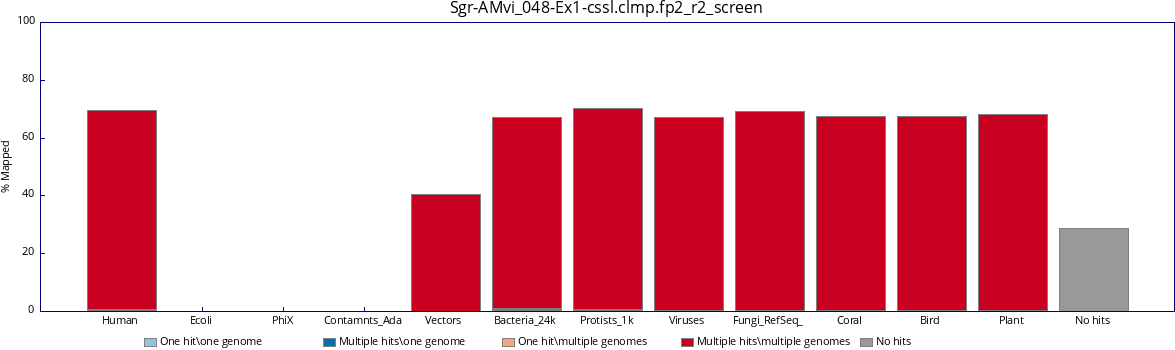 Sgr-AMvi_048-Ex1-cssl.clmp.fp2_r2_screen
100
80
60
40
20
0
% Mapped
Human Ecoli PhiX Contamnts_Ada Vectors Bacteria_24k Protists_1k Viruses Fungi_RefSeq_ Coral Bird Plant No hits
One hit\one genome Multiple hits\one genome One hit\multiple genomes Multiple hits\multiple genomes No hits